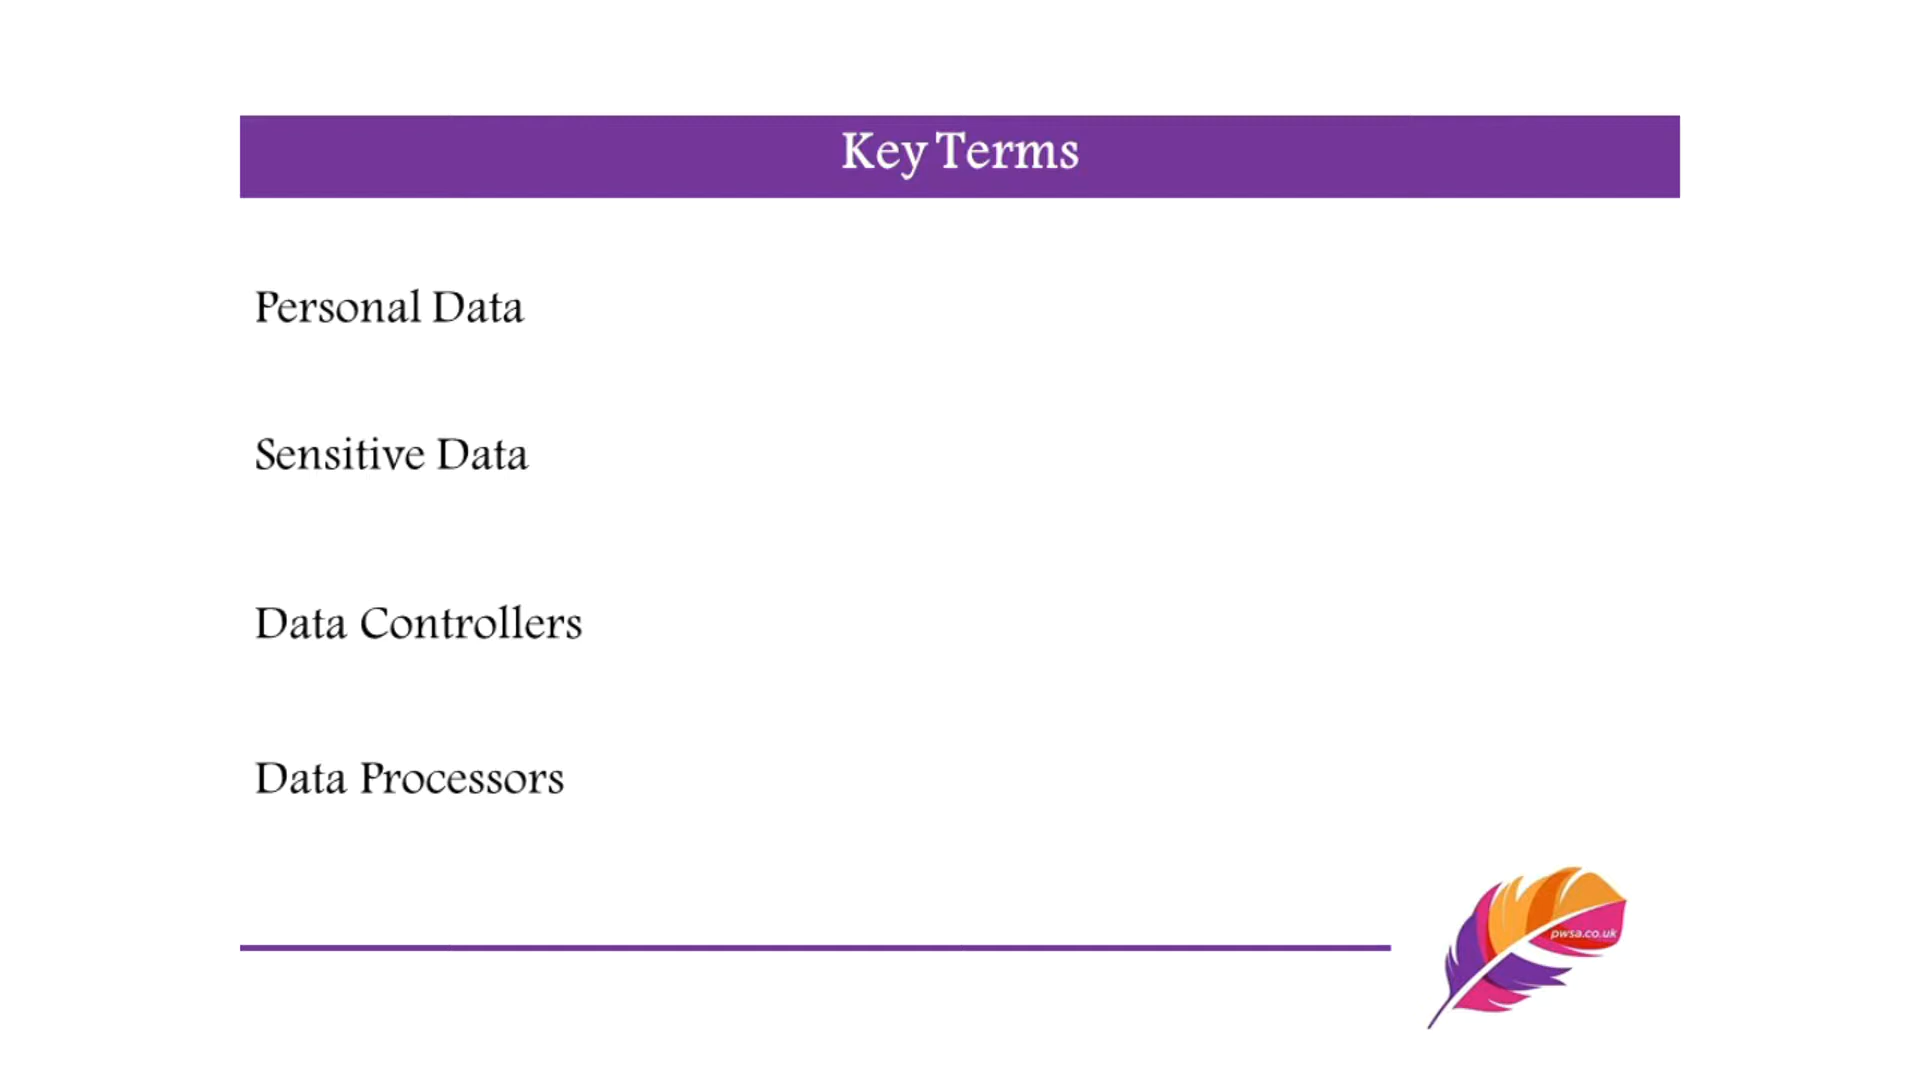 Key Terms
Personal Data
Sensitive Data
Data Controllers
Data Processors
pwsa.co.uk